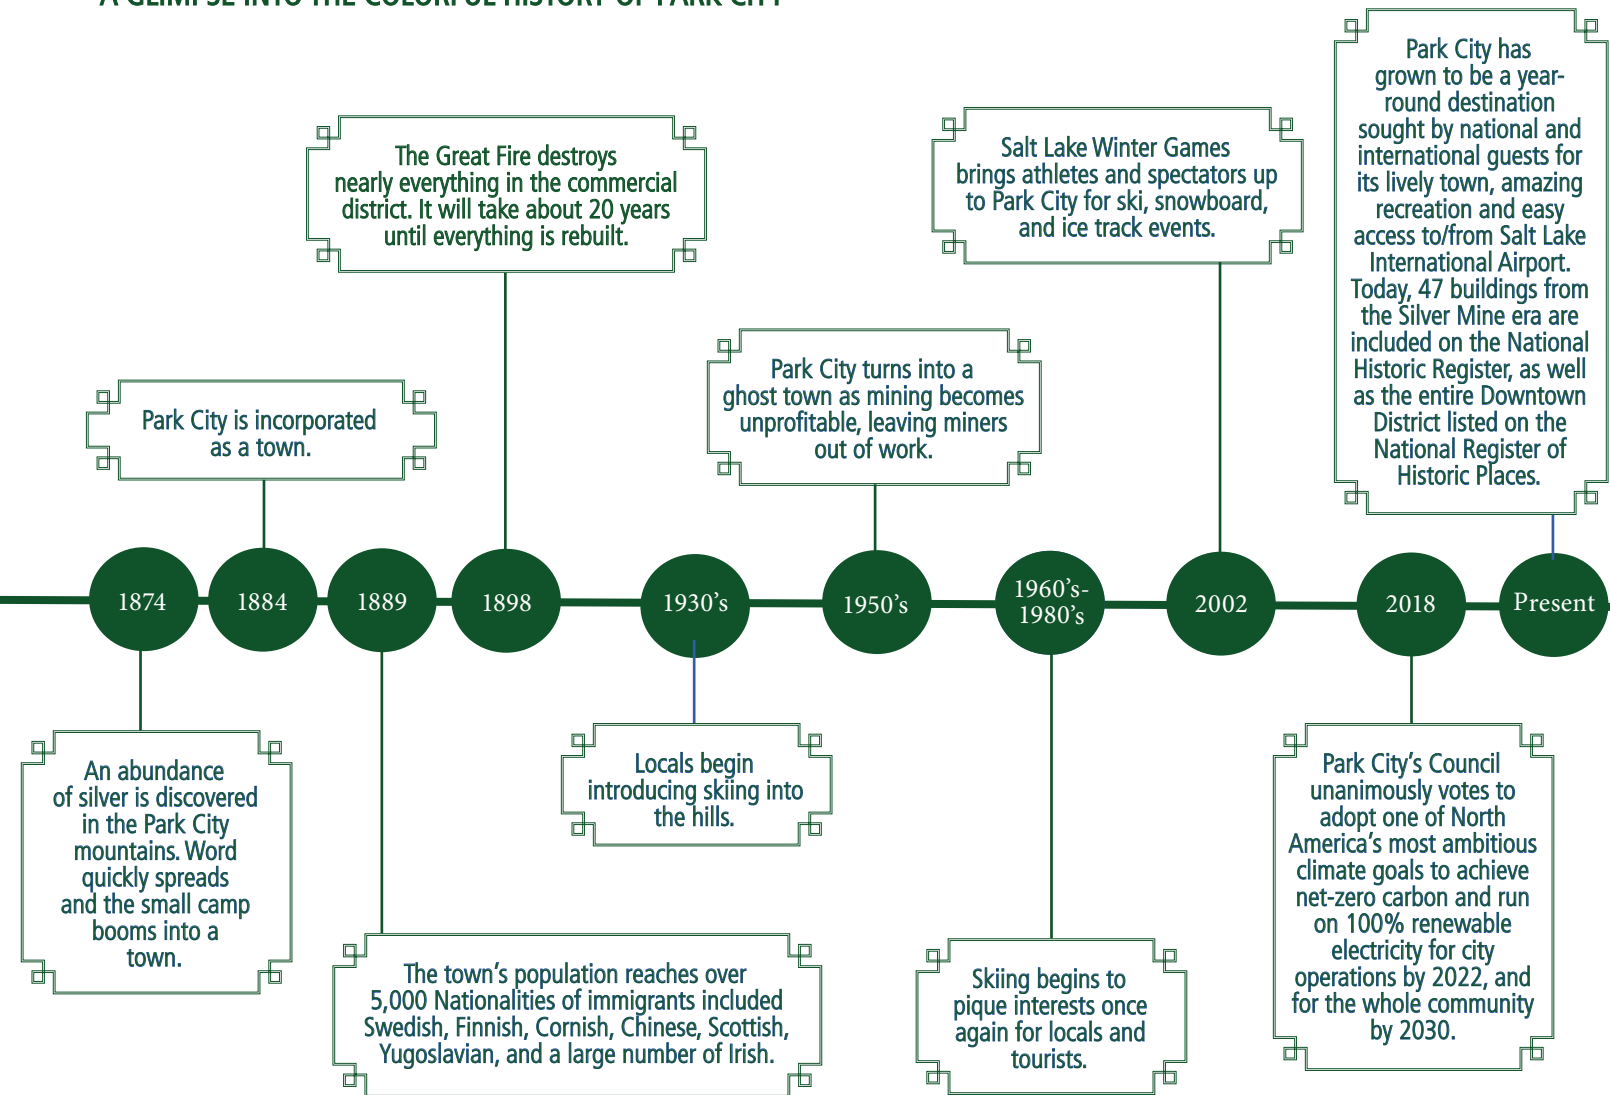 A GLIMPSE INTO THE COLORFUL HISTORY OF PARK CITY
Park City has
grown to be a year-
round destination
sought by national and
international guests for
its lively town, amazing
recreation and easy
access to/from Salt Lake
International Airport.
Today, 47 buildings from
the Silver Mine era are
included on the National
Historic Register, as well
as the entire Downtown
District listed on the
National Register of
Historic Places.
The Great Fire destroys
nearly everything in the commercial
district. It will take about 20 years
until everything is rebuilt.
Salt Lake Winter Games
brings athletes and spectators up
to Park City for ski, snowboard,
and ice track events.
Park City is incorporated
as a town.
Park City turns into a
ghost town as mining becomes
unprofitable, leaving miners
out of work.
1874
1884
1889
1898
1930’s
1950’s
1960’s-
1980’s
2002
2018
Present
An abundance
of silver is discovered
in the Park City
mountains. Word
quickly spreads
and the small camp
booms into a
town.
The town’s population reaches over
5,000 Nationalities of immigrants included
Swedish, Finnish, Cornish, Chinese, Scottish,
Yugoslavian, and a large number of Irish.
Locals begin
introducing skiing into
the hills.
Skiing begins to
pique interests once
again for locals and
tourists.
Park City’s Council
unanimously votes to
adopt one of North
America’s most ambitious
climate goals to achieve
net-zero carbon and run
on 100% renewable
electricity for city
operations by 2022, and
for the whole community
by 2030.